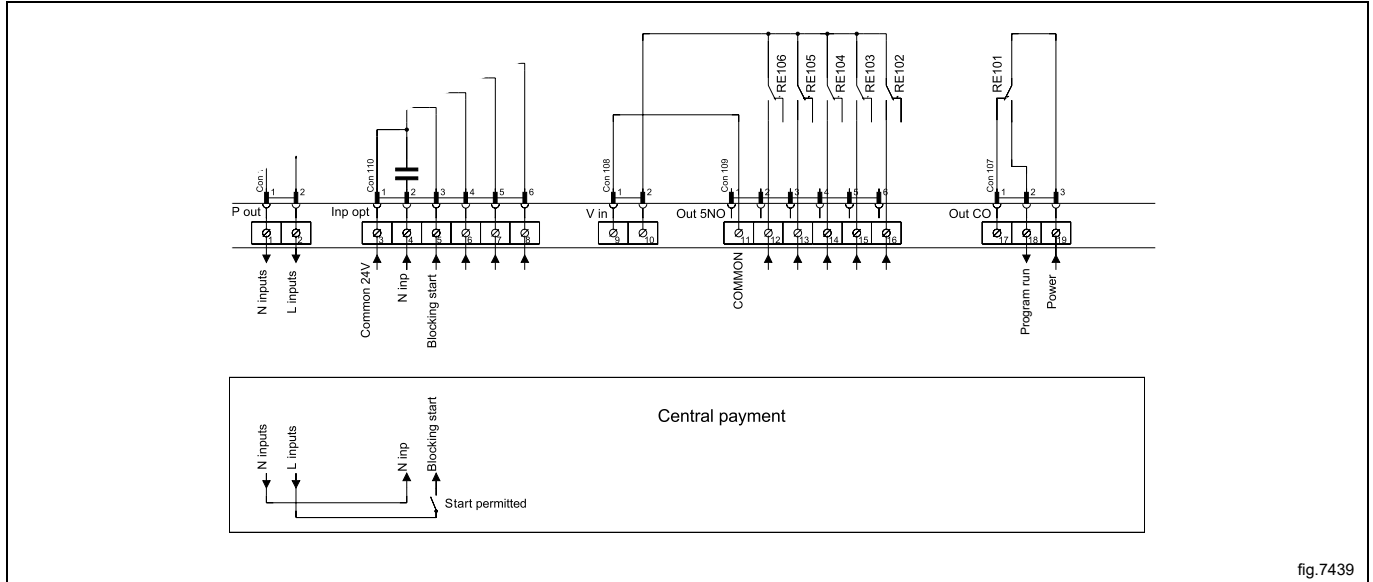 RE106 RE105 RE104 RE103 RE102 RE101
Con 110 Con 108 Con 109 Con 107
1 2 1 2 3 4 5 6 1 2 1 2 3 4 5 6 1 2 3
P out Inp opt V in Out 5NO Out CO
1 2 3 4 5 6 7 8 9 10 11 12 13 14 15 16 17 18 19
N inputs L inputs Common 24V N inp Blocking start COMMON Program run Power
Central payment
N inputs L inputs N inp Blocking start
Start permitted
fig.7439